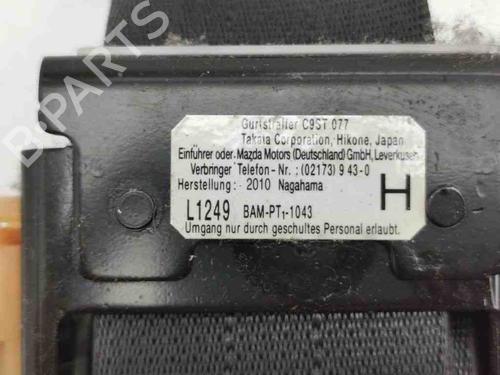 BPARTS
Gurtstraffer C9ST 077
Takata Corporation, Hikone, Japan
Einführer oder Mazda Motors (Deutschland) GmbH, Leverkusen
Verbringer Telefon - Nr. : (02173) 9 43-0
Herstellung : - 2010 Nagahama
H
L1249 BAM-PT1-1043
Umgang nur durch geschultes Personal erlaubt.